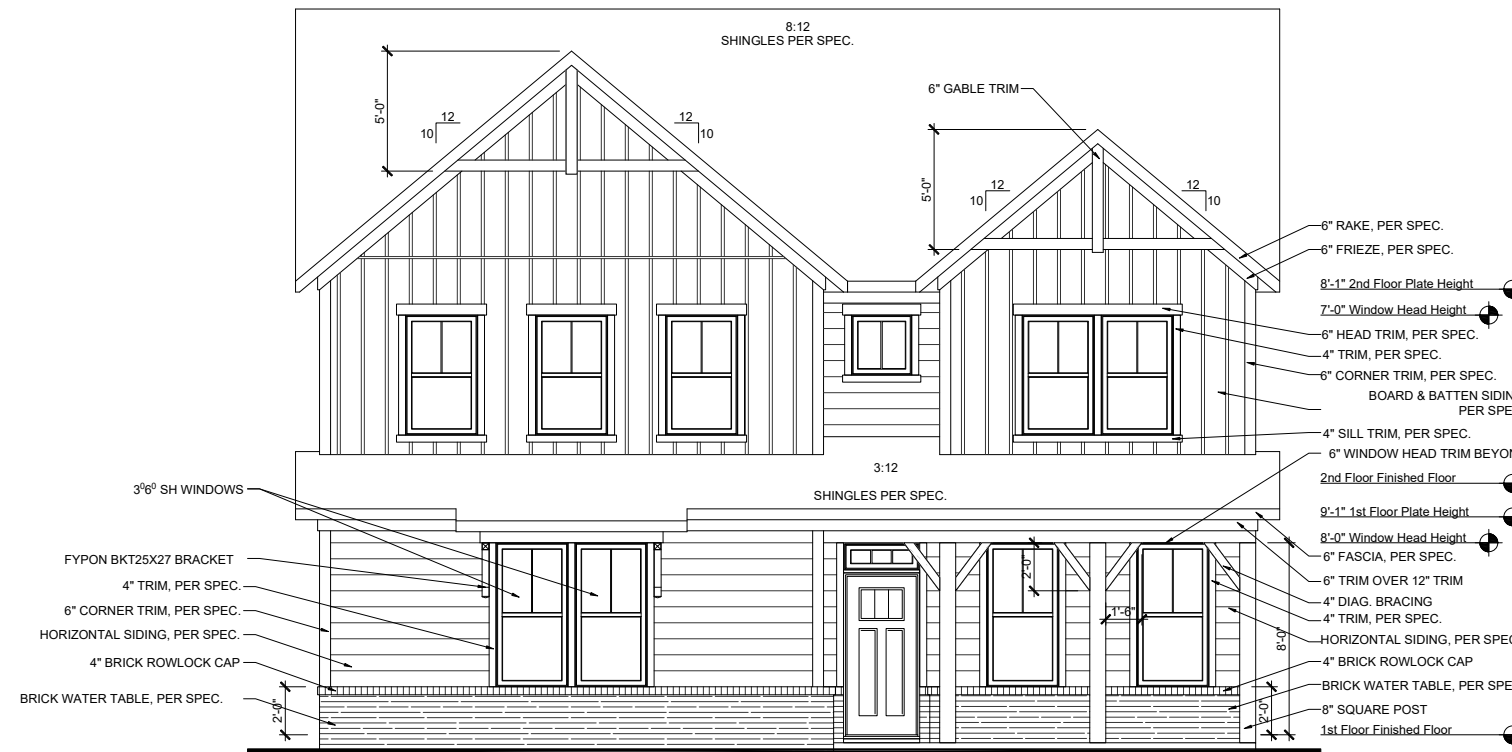 8:12
SHINGLES PER SPEC.
5'-0"
12
10
12
10
6" GABLE TRIM
5'-0"
12
10
12
10
6" RAKE, PER SPEC.
6" FRIEZE, PER SPEC.
8'-1" 2nd Floor Plate Height
7'-0" Window Head Height
6" HEAD TRIM, PER SPEC.
4" TRIM, PER SPEC.
6" CORNER TRIM, PER SPEC.
BOARD & BATTEN SIDIN
PER SPE
4" SILL TRIM, PER SPEC.
6" WINDOW HEAD TRIM BEYON
3:12
SHINGLES PER SPEC.
2nd Floor Finished Floor
9'-1" 1st Floor Plate Height
8'-0" Window Head Height
6" FASCIA, PER SPEC.
6" TRIM OVER 12" TRIM
4" DIAG. BRACING
4" TRIM, PER SPEC.
HORIZONTAL SIDING, PER SPEC
4" BRICK ROWLOCK CAP
BRICK WATER TABLE, PER SPE
8" SQUARE POST
1st Floor Finished Floor
3⁰6⁰ SH WINDOWS
FYPON BKT25X27 BRACKET
4" TRIM, PER SPEC.
6" CORNER TRIM, PER SPEC.
HORIZONTAL SIDING, PER SPEC.
4" BRICK ROWLOCK CAP
BRICK WATER TABLE, PER SPEC.
2'-0"
2'-0"
1'-6"
8'-0"
2'-0"